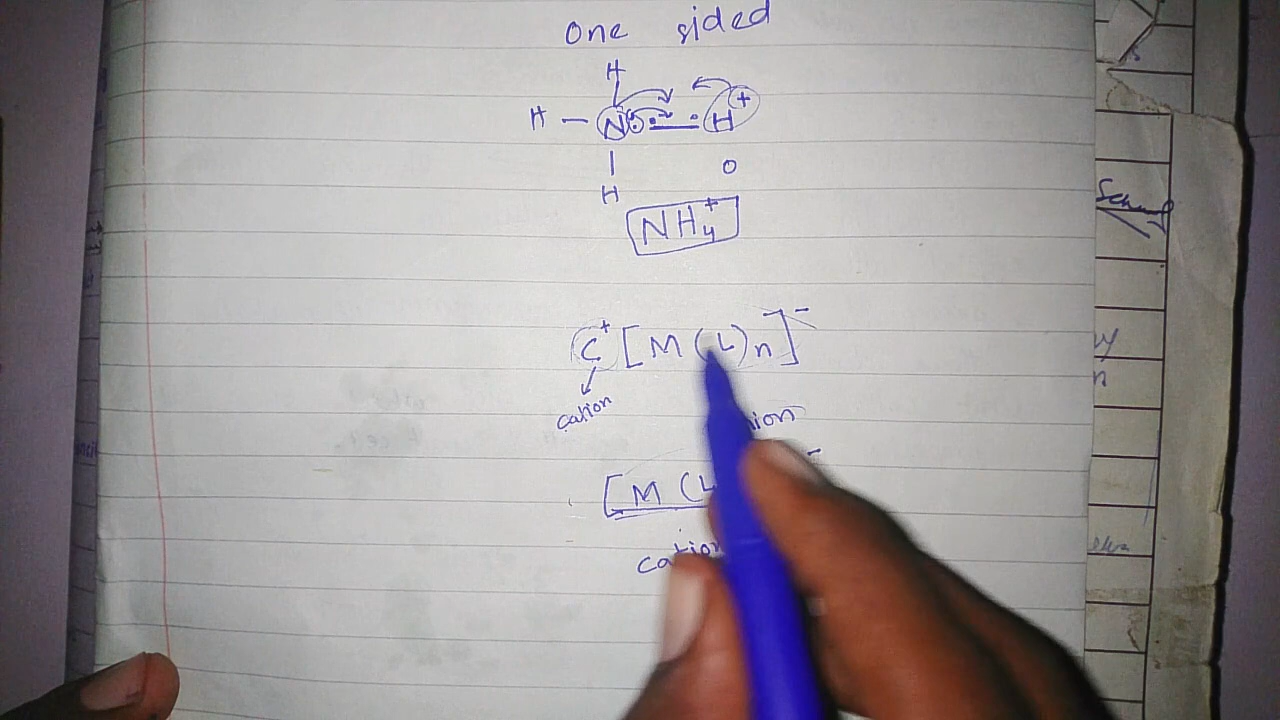 One sided
H
H — N : — H +
H
o
NH4+
C+ [M (L)n]-
cation
[M (L
cation